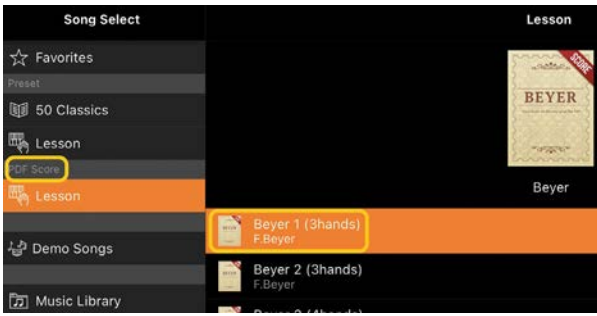 Song Select
Lesson
Favorites
Preset
50 Classics
Lesson
PDF Score
Lesson
Demo Songs
Music Library
SCORE
BEYER
Beyer
Beyer 1 (3hands)
F.Beyer
Beyer 2 (3hands)
F.Beyer